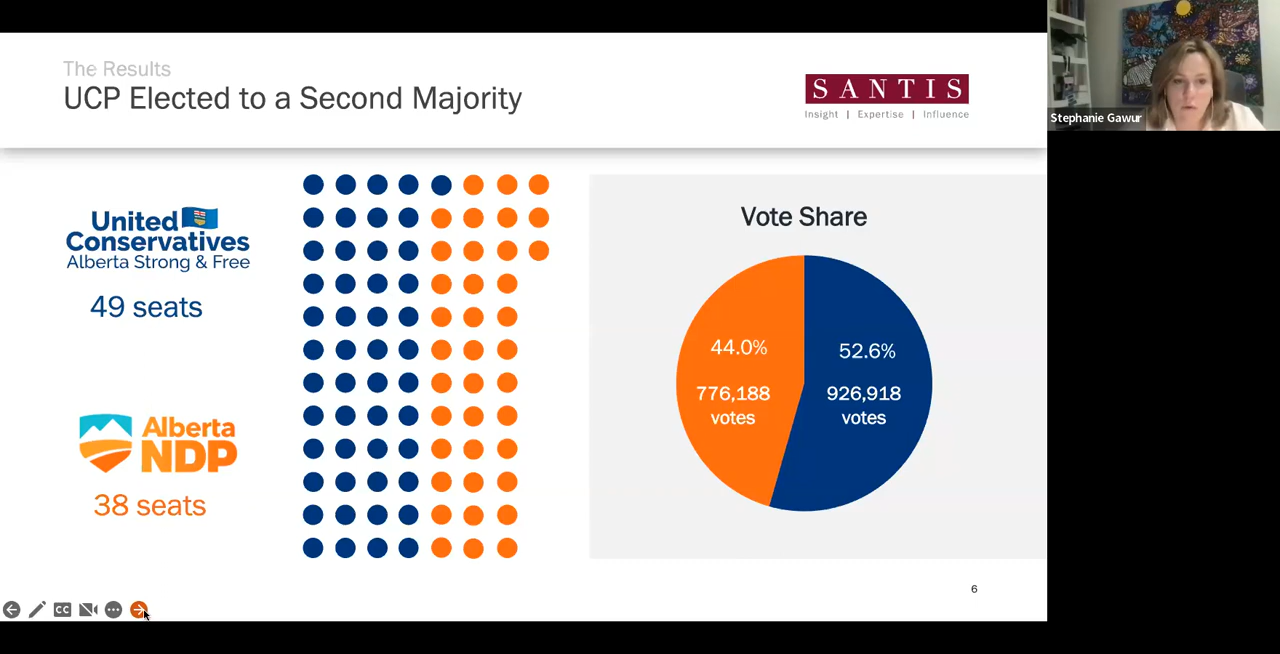 The Results
UCP Elected to a Second Majority
SANTIS
Insight | Expertise | Influence
Stephanie Gawur
United
Conservatives
Alberta Strong & Free
49 seats
Alberta
NDP
38 seats
Vote Share
44.0%
776,188
votes
52.6%
926,918
votes
6
CC